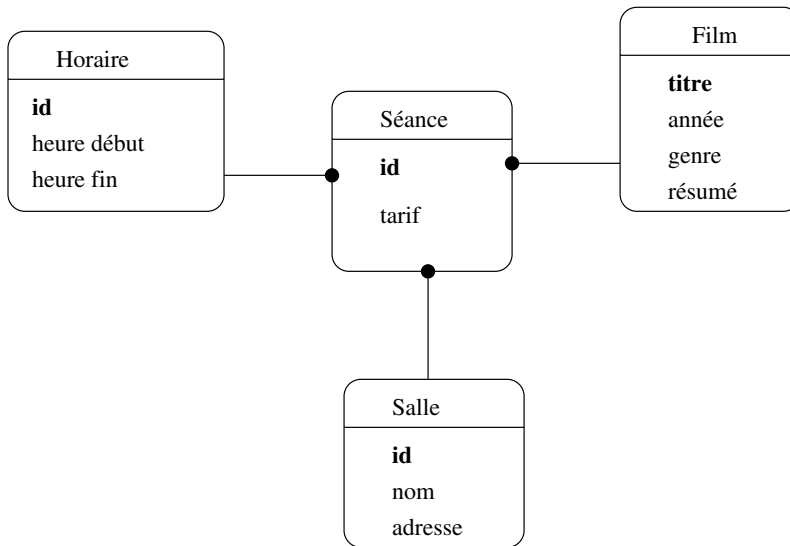 Horaire
id
heure début
heure fin
Séance
id
tarif
Film
titre
année
genre
résumé
Salle
id
nom
adresse